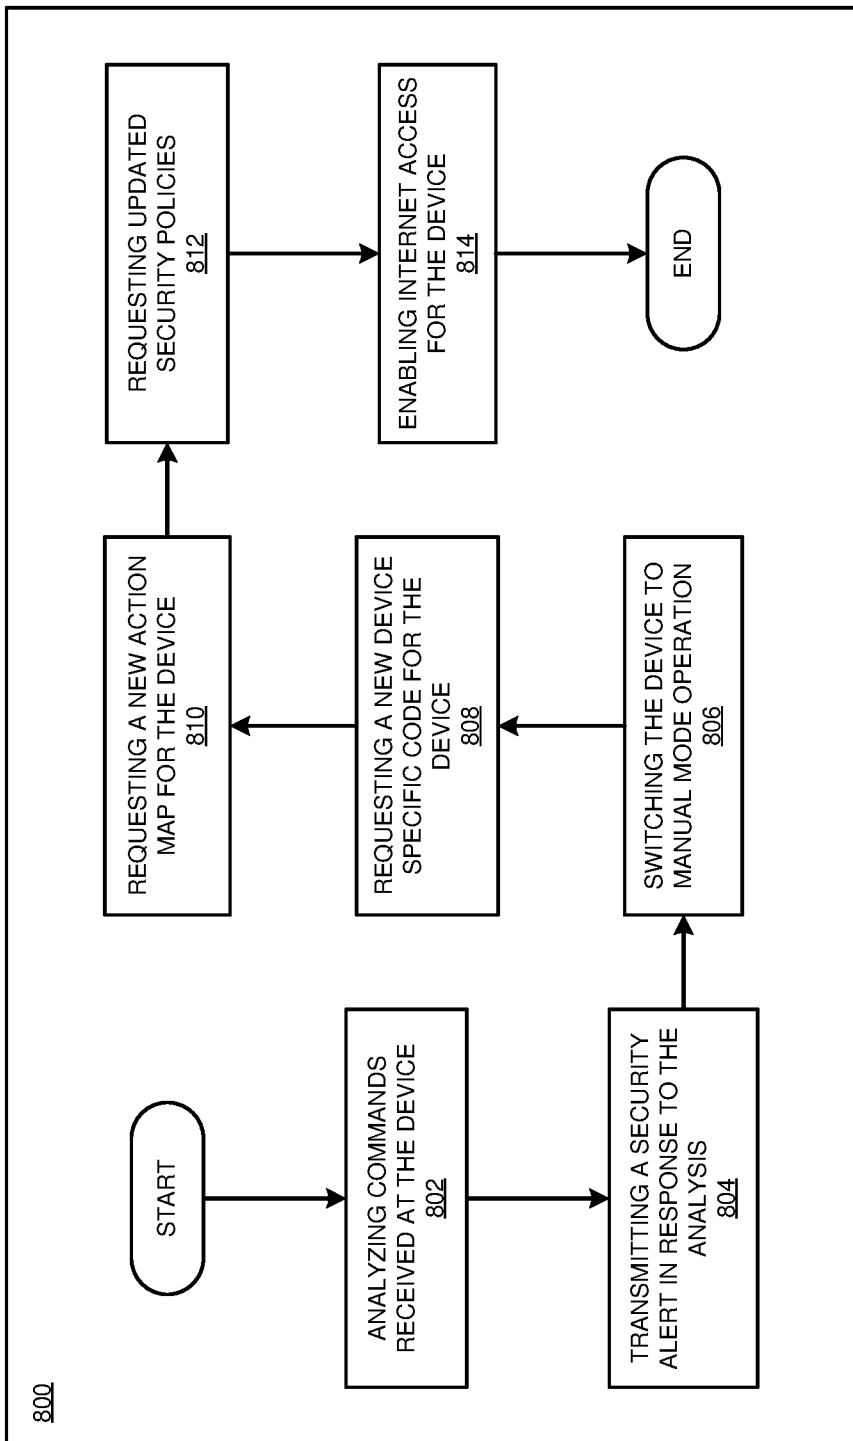 800
START
ANALYZING COMMANDS
RECEIVED AT THE DEVICE
802
TRANSMITTING A SECURITY
ALERT IN RESPONSE TO THE
ANALYSIS
804
SWITCHING THE DEVICE TO
MANUAL MODE OPERATION
806
REQUESTING A NEW DEVICE
SPECIFIC CODE FOR THE
DEVICE
808
REQUESTING A NEW ACTION
MAP FOR THE DEVICE
810
REQUESTING UPDATED
SECURITY POLICIES
812
ENABLING INTERNET ACCESS
FOR THE DEVICE
814
END